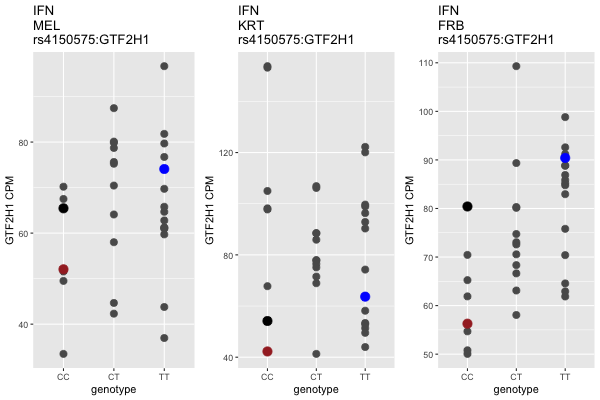 IFN
MEL
rs4150575:GTF2H1
GTF2H1 CPM
80
60
40
CC CT TT
genotype
IFN
KRT
rs4150575:GTF2H1
GTF2H1 CPM
120
80
40
CC CT TT
genotype
IFN
FRB
rs4150575:GTF2H1
GTF2H1 CPM
110
100
90
80
70
60
50
CC CT TT
genotype